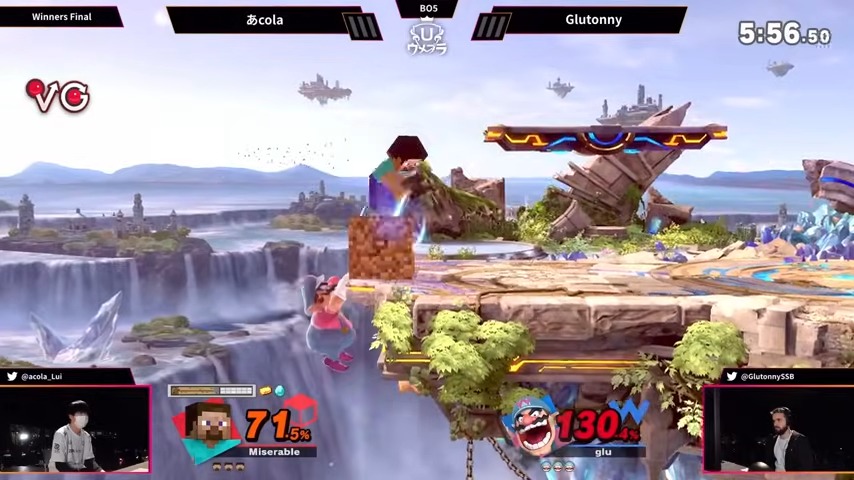 Winners Final
あcola
BO5
Glutonny
U
ウメブラ
5:56.50
VG
@acola_Lui
@GlutonnySSB
71.5%
Miserable
130.4%
glu